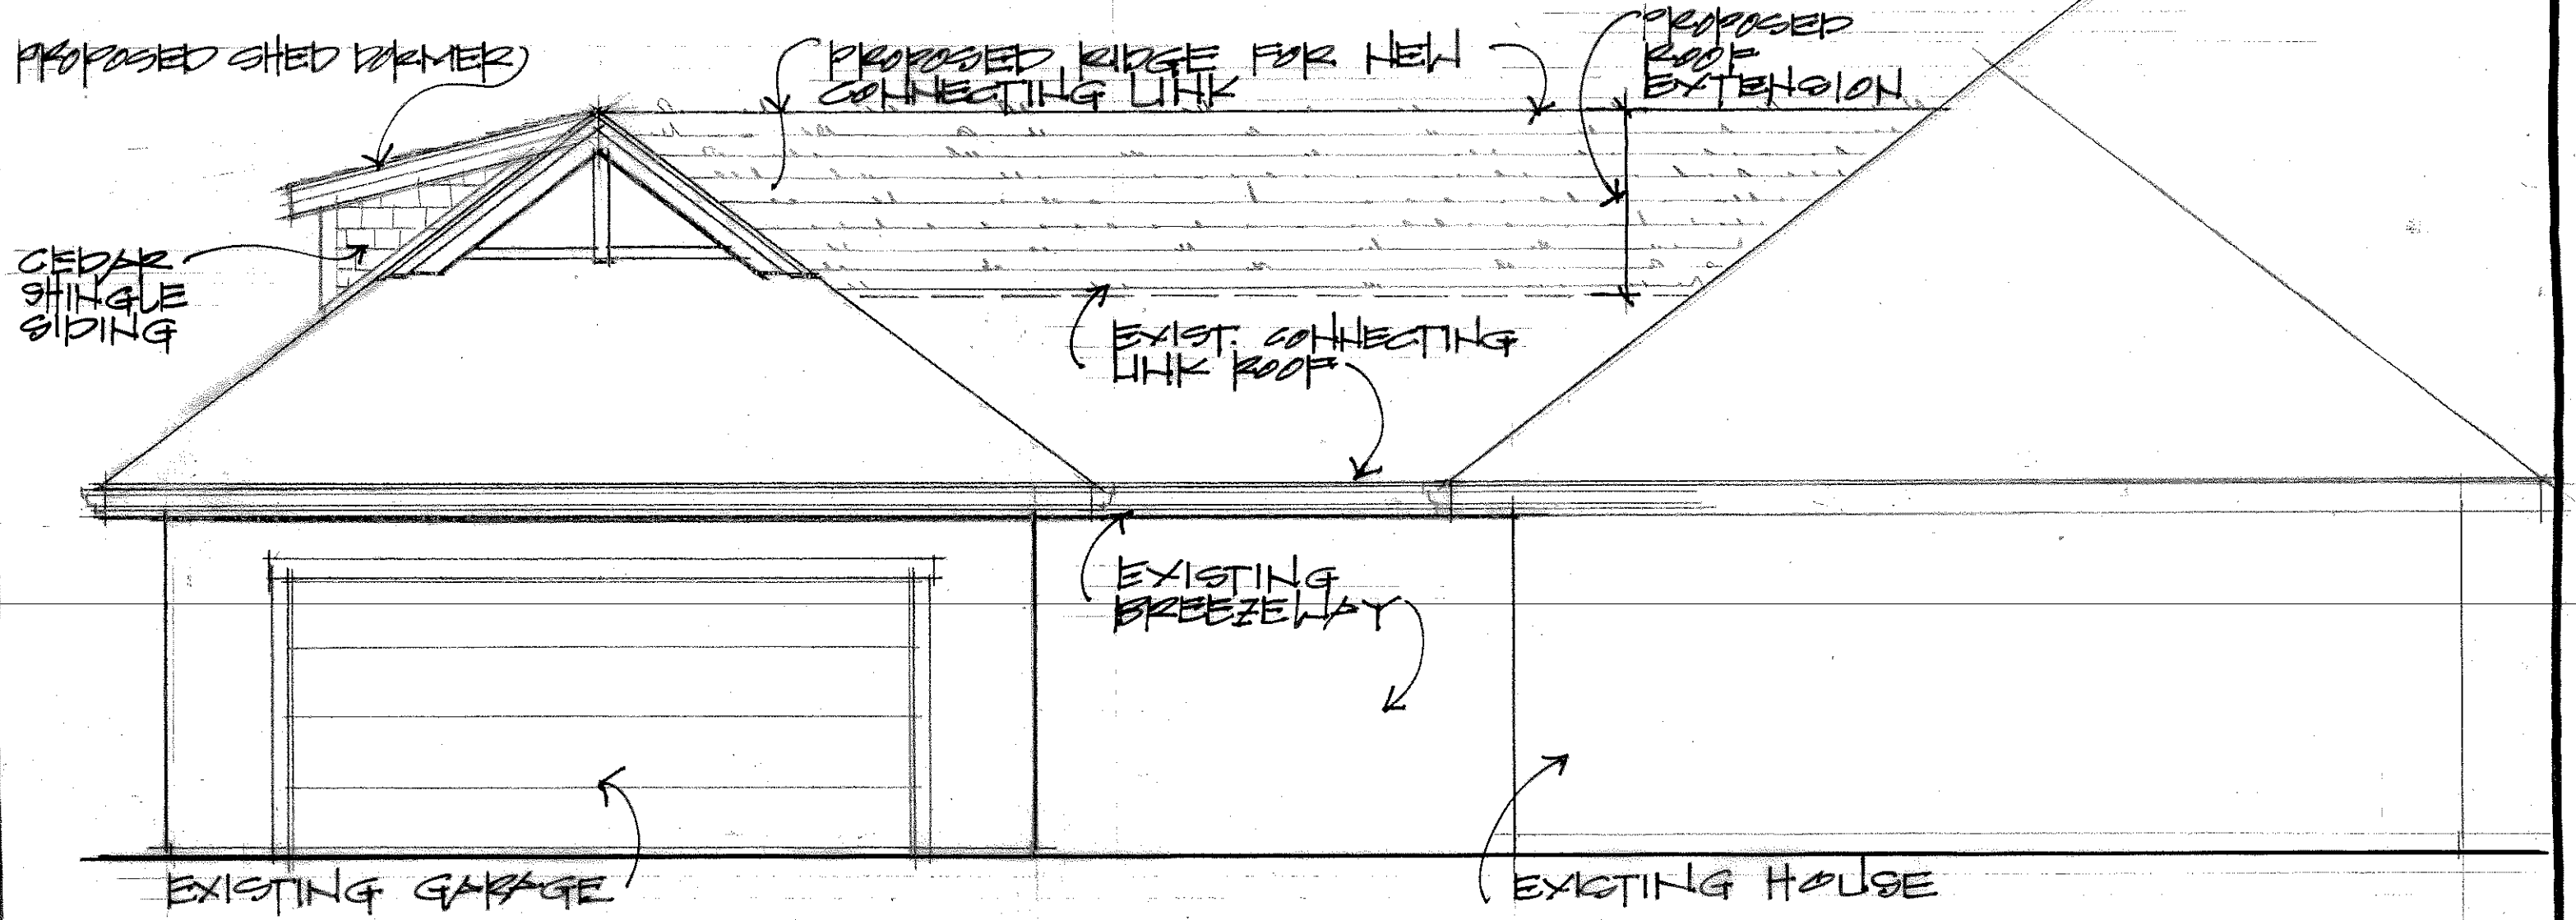 PROPOSED SHED DORMER
PROPOSED RIDGE FOR NEW
CONNECTING LINK
PROPOSED
ROOF
EXTENSION
CEDAR
SHINGLE
SIDING
EXIST. CONNECTING
LINK ROOF
EXISTING
BREEZEWAY
EXISTING GARAGE
EXISTING HOUSE